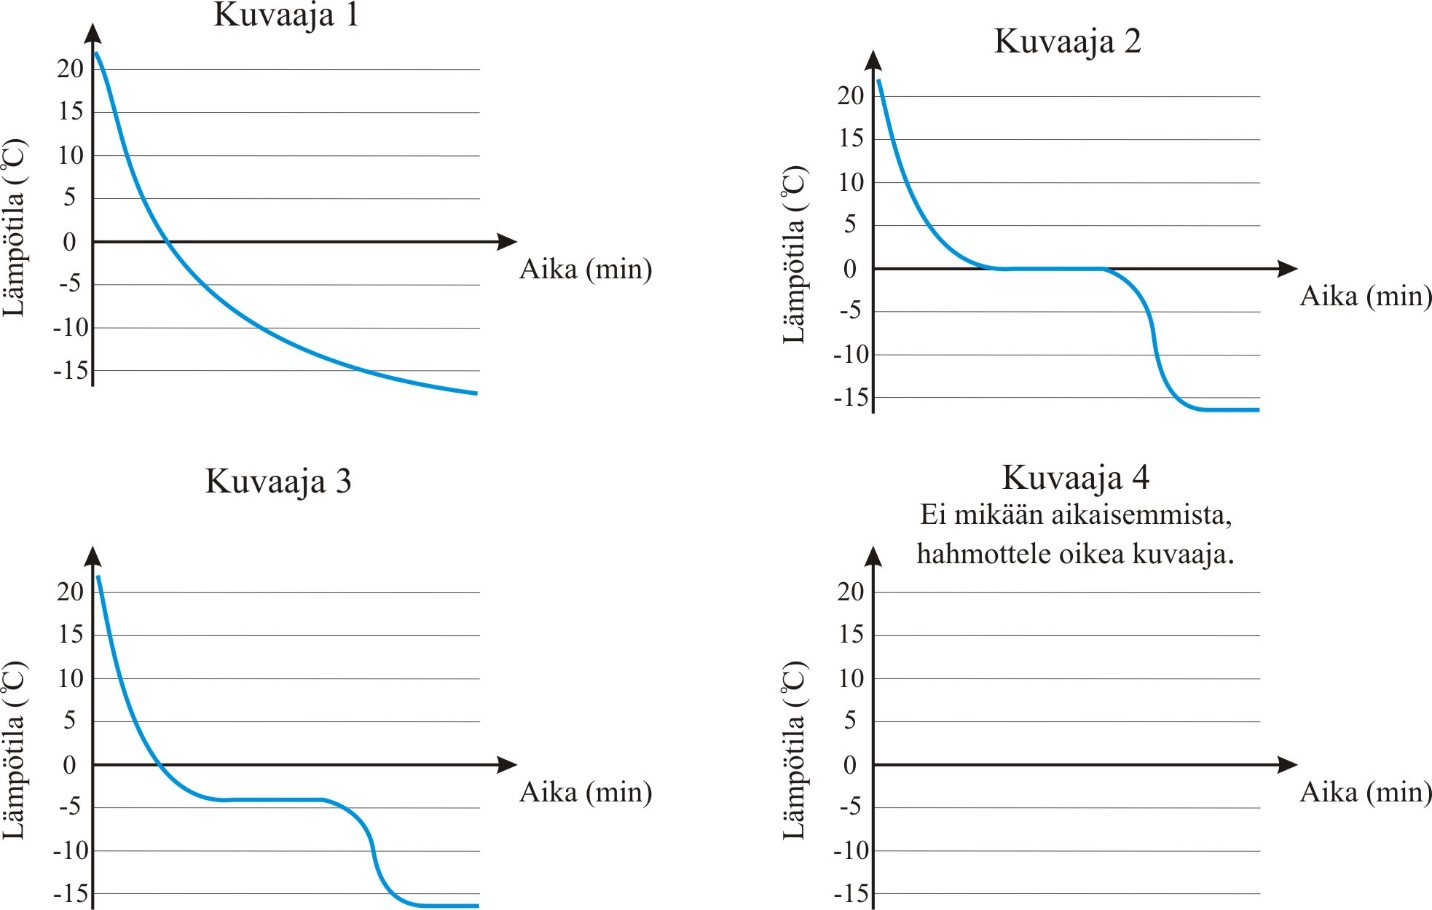 Kuvaaja 1
20
15
10
5
0
-5
-10
-15
Lämpötila (℃)
Aika (min)
Kuvaaja 2
20
15
10
5
0
-5
-10
-15
Lämpötila (℃)
Aika (min)
Kuvaaja 3
20
15
10
5
0
-5
-10
-15
Lämpötila (℃)
Aika (min)
Kuvaaja 4
Ei mikään aikaisemmista,
hahmottele oikea kuvaaja.
20
15
10
5
0
-5
-10
-15
Lämpötila (℃)
Aika (min)